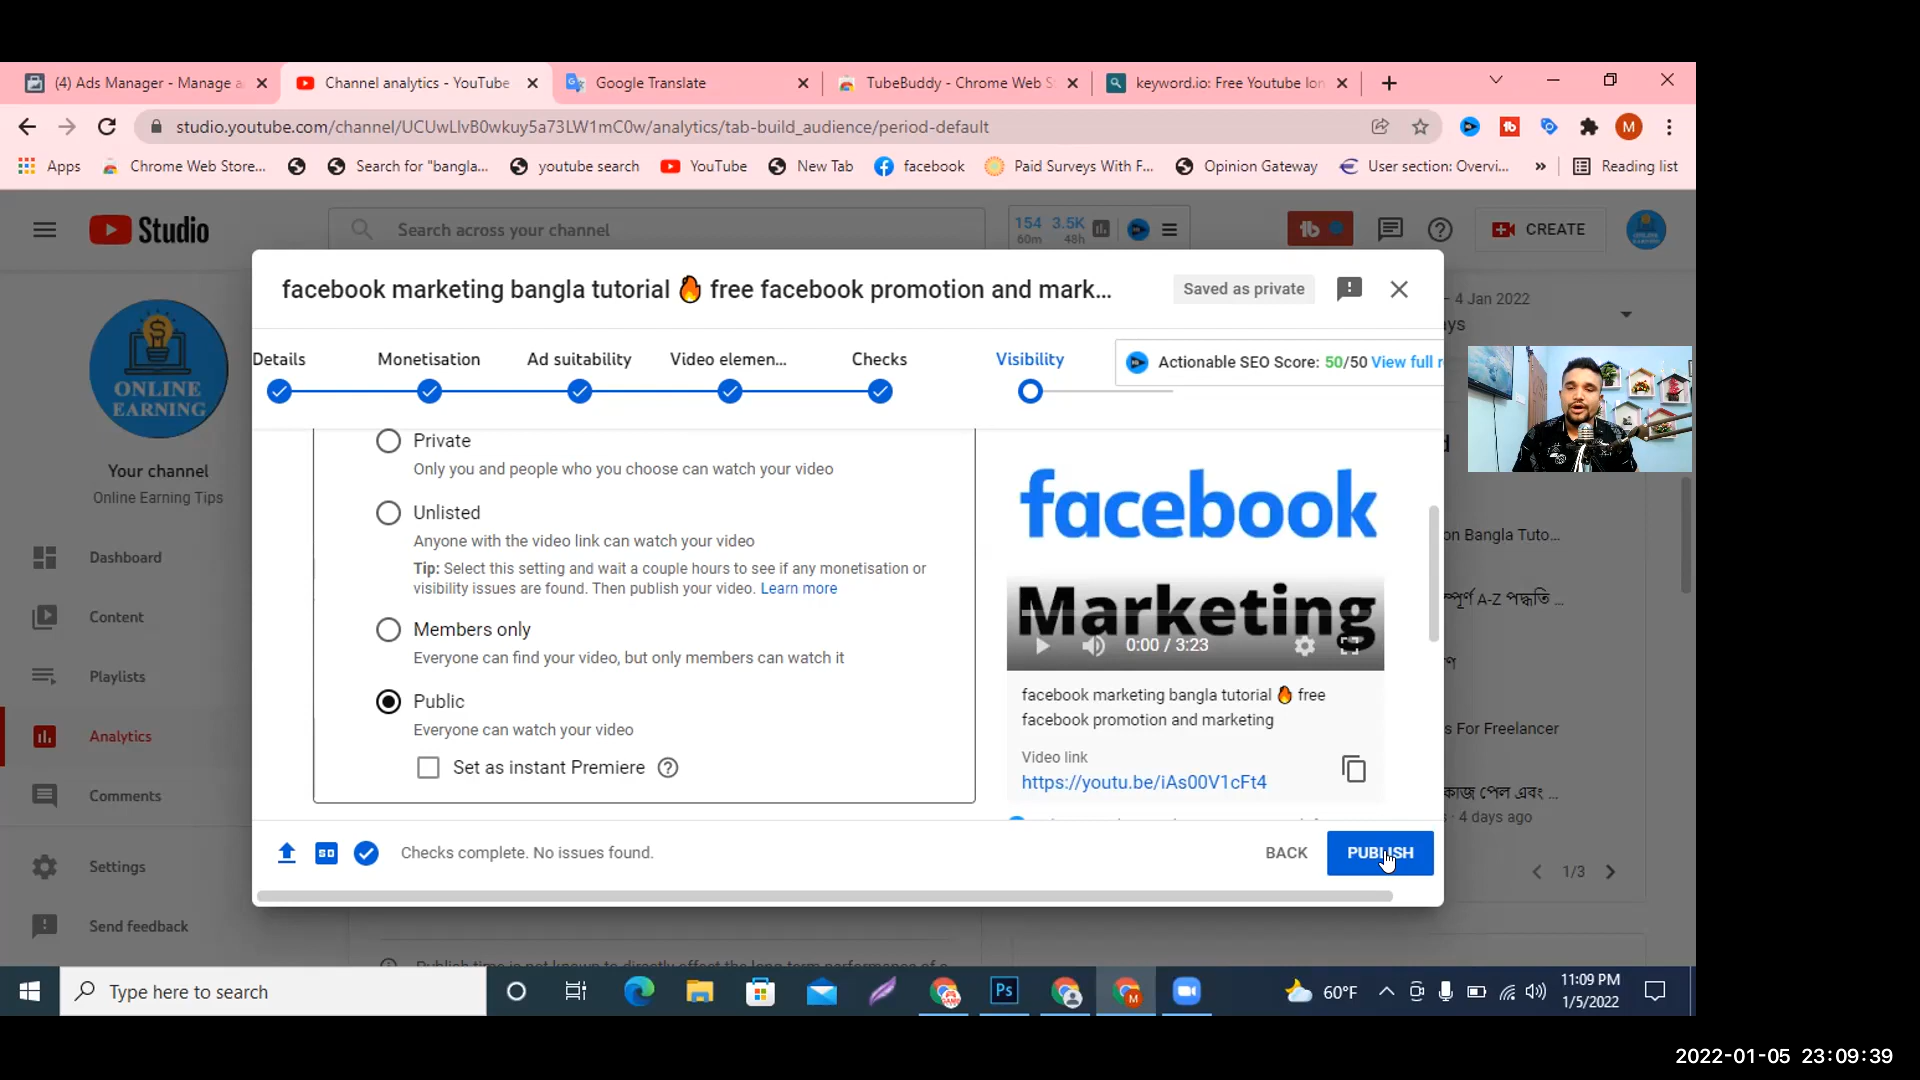 (4) Ads Manager - Manage a
Channel analytics - YouTube
Google Translate
TubeBuddy - Chrome Web S
keyword.io: Free Youtube lon
studio.youtube.com/channel/UCUwLlvB0wkuy5a73LW1mC0w/analytics/tab-build_audience/period-default
M
Apps
Chrome Web Store...
Search for "bangla...
youtube search
YouTube
New Tab
facebook
Paid Surveys With F...
Opinion Gateway
User section: Overvi...
»
Reading list
Studio
Search across your channel
154 3.5K
60m 48h
CREATE
- 4 Jan 2022
ays
facebook marketing bangla tutorial 🔥 free facebook promotion and mark...
Saved as private
Details
Monetisation
Ad suitability
Video elemen...
Checks
Visibility
Actionable SEO Score: 50/50 View full r
ONLINE
EARNING
Your channel
Online Earning Tips
Dashboard
Content
Playlists
Analytics
Comments
Settings
Send feedback
Private
Only you and people who you choose can watch your video
Unlisted
Anyone with the video link can watch your video
Tip: Select this setting and wait a couple hours to see if any monetisation or
visibility issues are found. Then publish your video. Learn more
Members only
Everyone can find your video, but only members can watch it
Public
Everyone can watch your video
Set as instant Premiere
facebook
Marketing
0:00 / 3:23
facebook marketing bangla tutorial 🔥 free
facebook promotion and marketing
Video link
https://youtu.be/iAs00V1cFt4
on Bangla Tuto...
A-Z পদ্ধতি ...
s For Freelancer
কাজ পেল এবং ...
· 4 days ago
1/3
SD
Checks complete. No issues found.
BACK
PUBLISH
Type here to search
Ps
M
60°F
11:09 PM
1/5/2022
2022-01-05 23:09:39